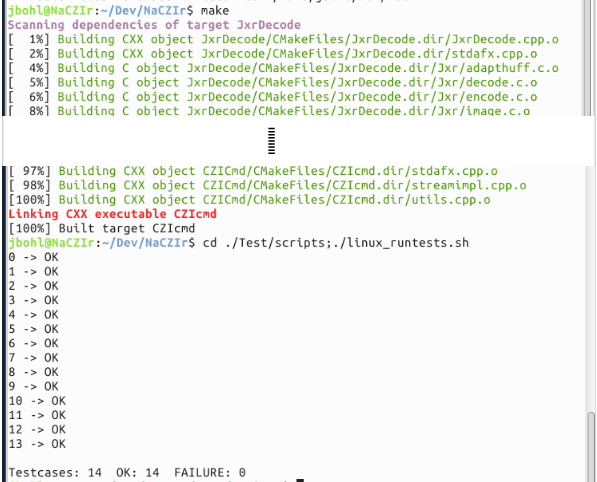 jbohl@NaCZIr:~/Dev/NaCZIr$ make
Scanning dependencies of target JxrDecode
[  1%] Building CXX object JxrDecode/CMakeFiles/JxrDecode.dir/JxrDecode.cpp.o
[  2%] Building CXX object JxrDecode/CMakeFiles/JxrDecode.dir/stdafx.cpp.o
[  4%] Building C object JxrDecode/CMakeFiles/JxrDecode.dir/Jxr/adapthuff.c.o
[  5%] Building C object JxrDecode/CMakeFiles/JxrDecode.dir/Jxr/decode.c.o
[  6%] Building C object JxrDecode/CMakeFiles/JxrDecode.dir/Jxr/encode.c.o
[  8%] Building C object JxrDecode/CMakeFiles/JxrDecode.dir/Jxr/image.c.o
[ 97%] Building CXX object CZICmd/CMakeFiles/CZIcmd.dir/stdafx.cpp.o
[ 98%] Building CXX object CZICmd/CMakeFiles/CZIcmd.dir/streamimpl.cpp.o
[100%] Building CXX object CZICmd/CMakeFiles/CZIcmd.dir/utils.cpp.o
Linking CXX executable CZIcmd
[100%] Built target CZIcmd
jbohl@NaCZIr:~/Dev/NaCZIr$ cd ./Test/scripts;./linux_runtests.sh
0 -> OK
1 -> OK
2 -> OK
3 -> OK
4 -> OK
5 -> OK
6 -> OK
7 -> OK
8 -> OK
9 -> OK
10 -> OK
11 -> OK
12 -> OK
13 -> OK
Testcases: 14  OK: 14  FAILURE: 0